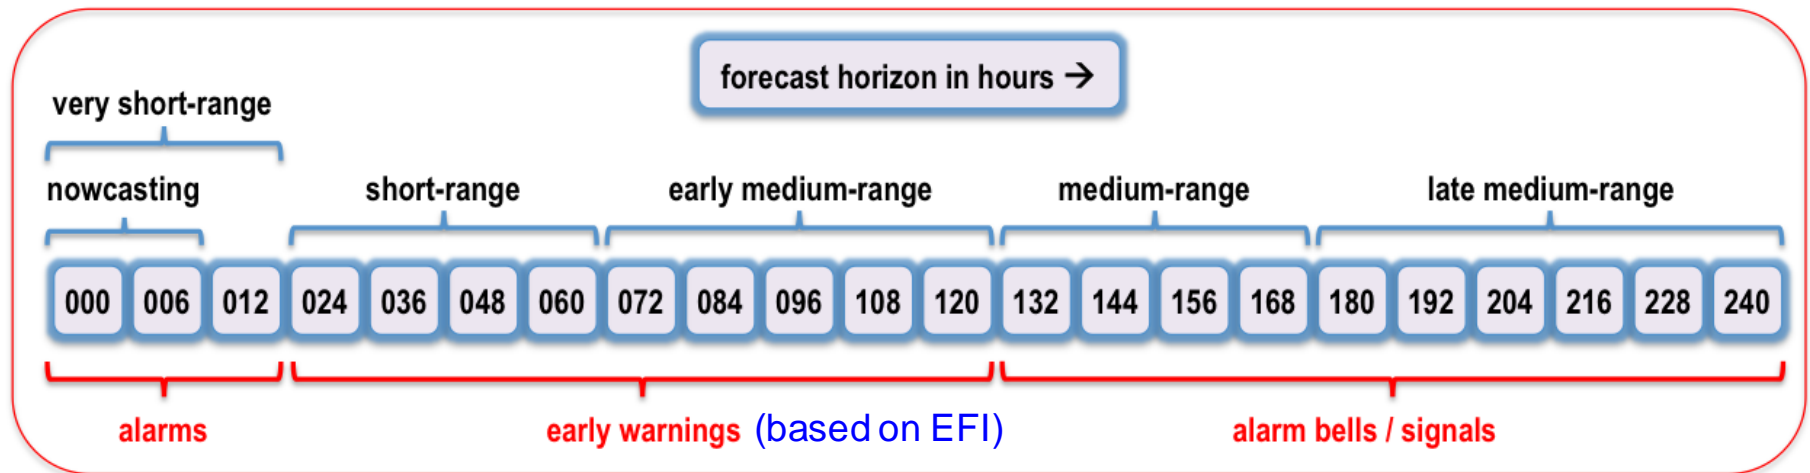 forecast horizon in hours →
very short-range
nowcasting short-range early medium-range medium-range late medium-range
000 006 012 024 036 048 060 072 084 096 108 120 132 144 156 168 180 192 204 216 228 240
alarms early warnings (based on EFI) alarm bells / signals